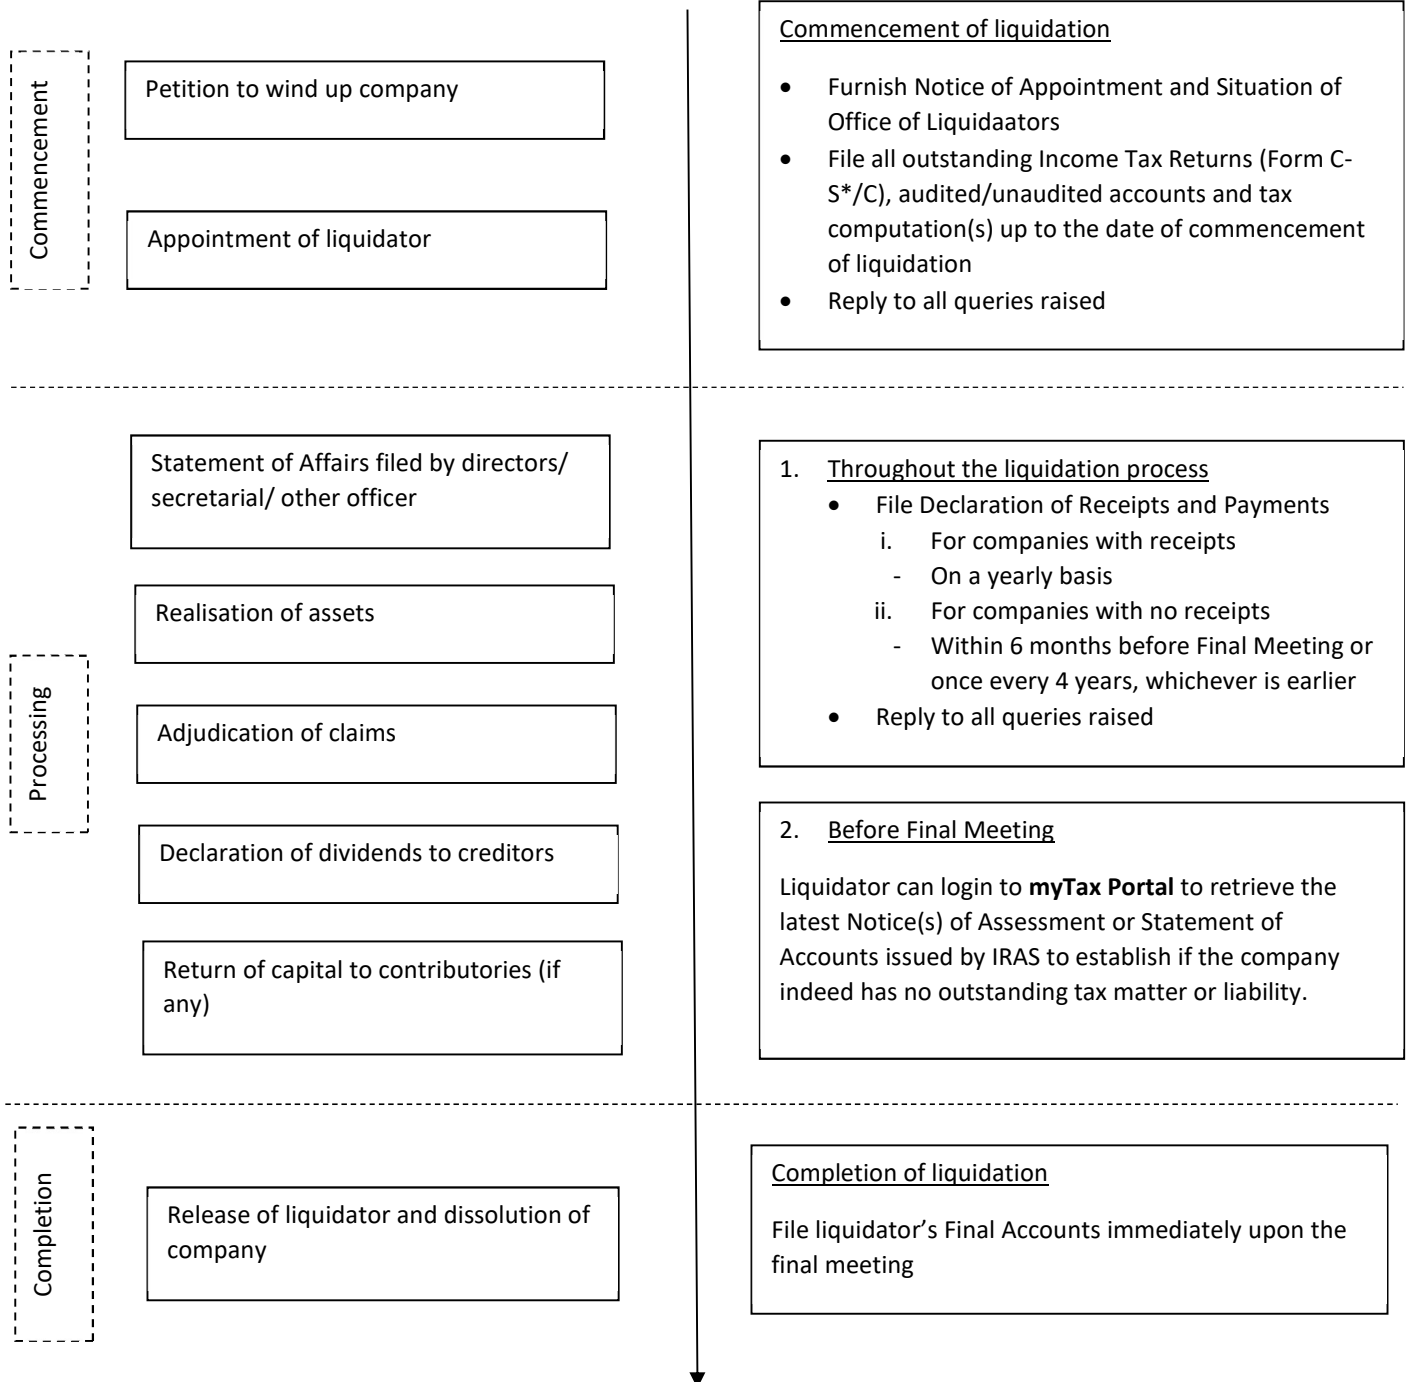 Commencement
Petition to wind up company
Appointment of liquidator
Commencement of liquidation
• Furnish Notice of Appointment and Situation of
Office of Liquidaators
• File all outstanding Income Tax Returns (Form C-
S*/C), audited/unaudited accounts and tax
computation(s) up to the date of commencement
of liquidation
• Reply to all queries raised
Processing
Statement of Affairs filed by directors/
secretarial/ other officer
Realisation of assets
Adjudication of claims
Declaration of dividends to creditors
Return of capital to contributories (if
any)
1. Throughout the liquidation process
• File Declaration of Receipts and Payments
i. For companies with receipts
- On a yearly basis
ii. For companies with no receipts
- Within 6 months before Final Meeting or
once every 4 years, whichever is earlier
• Reply to all queries raised
2. Before Final Meeting
Liquidator can login to myTax Portal to retrieve the
latest Notice(s) of Assessment or Statement of
Accounts issued by IRAS to establish if the company
indeed has no outstanding tax matter or liability.
Completion
Release of liquidator and dissolution of
company
Completion of liquidation
File liquidator’s Final Accounts immediately upon the
final meeting